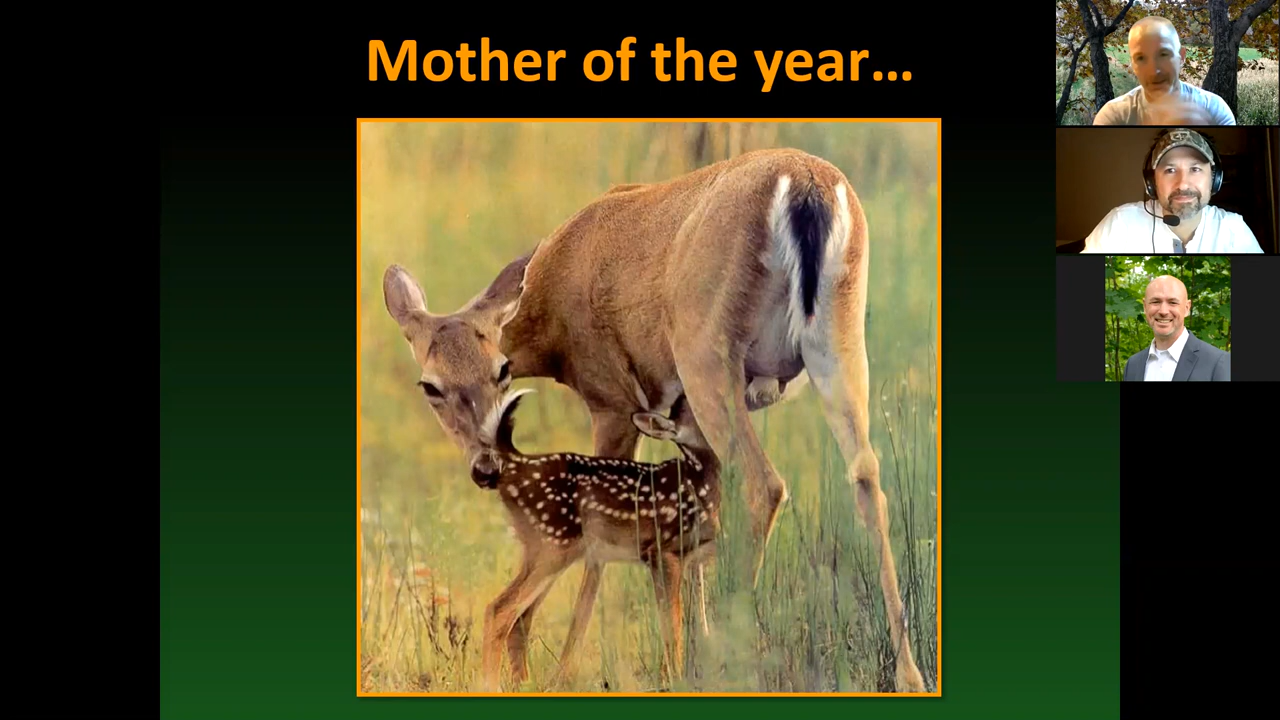 Mother of the year…